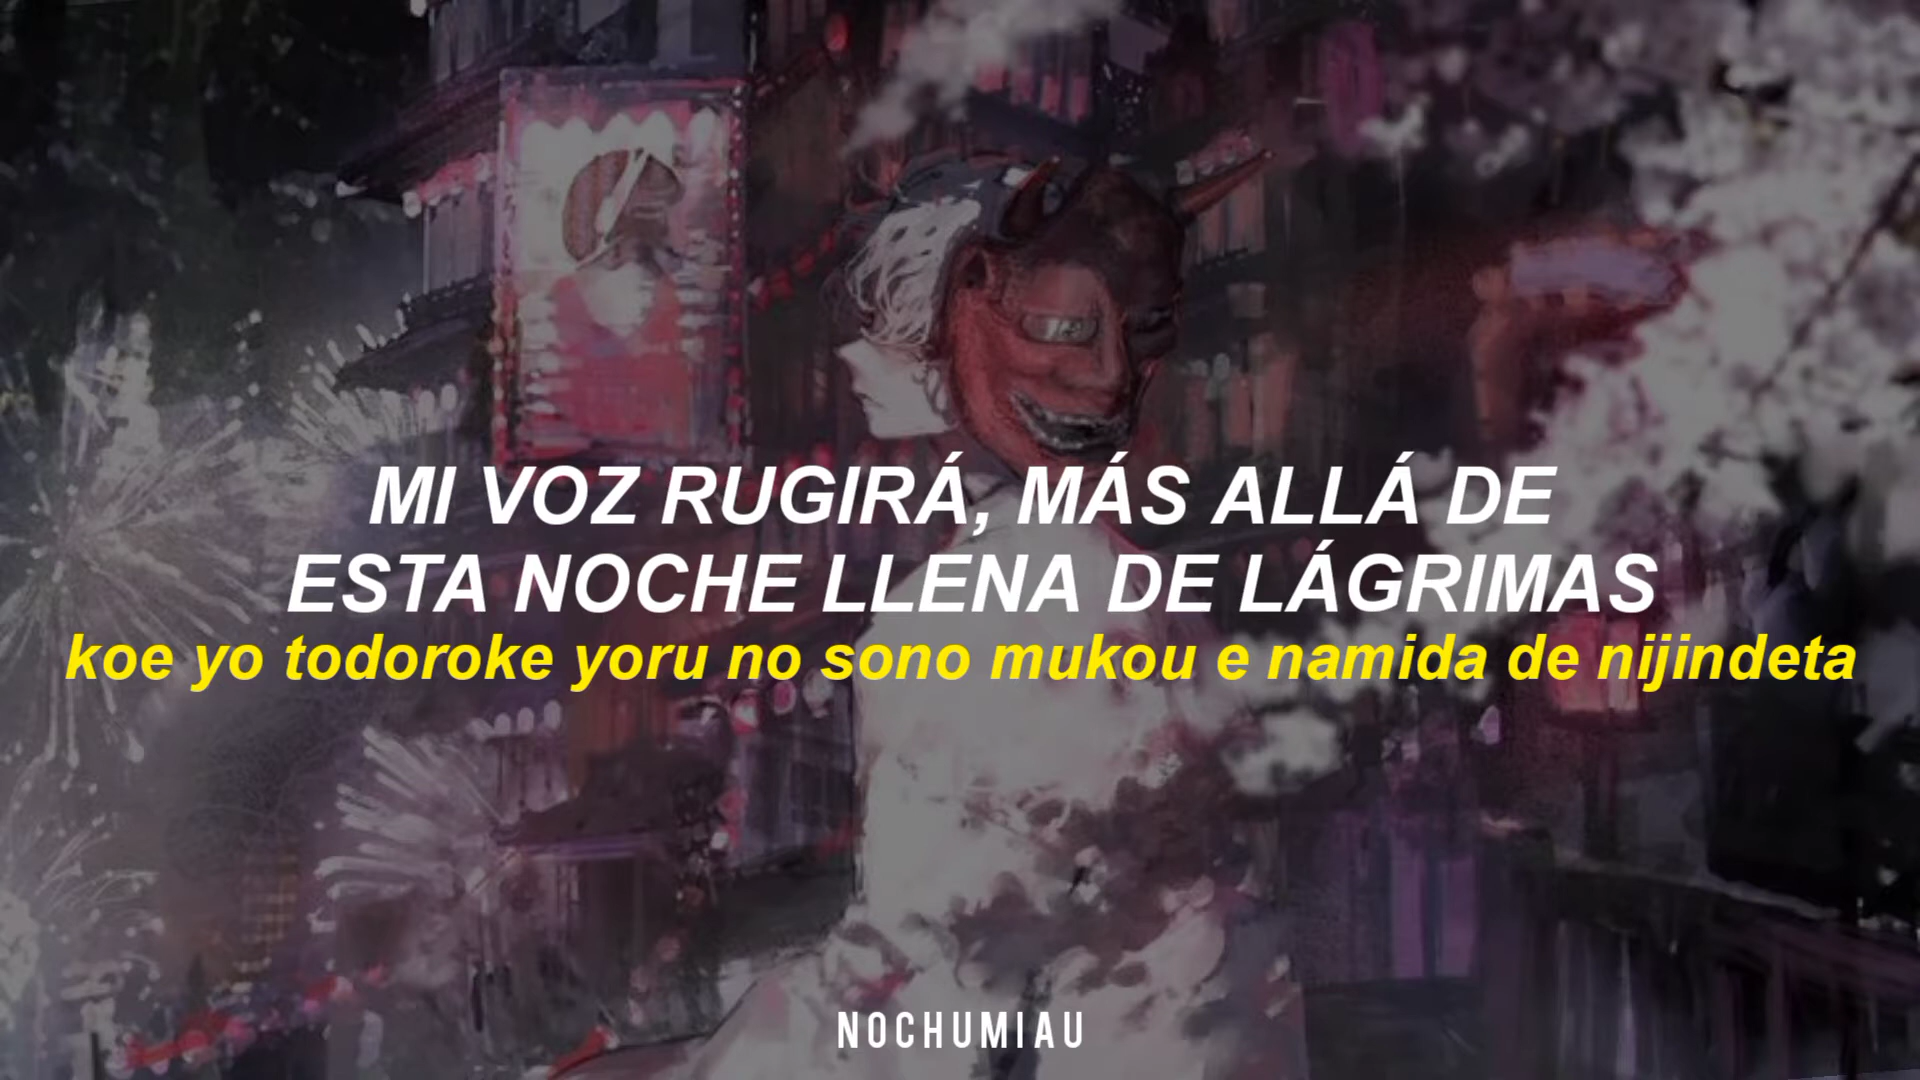 MI VOZ RUGIRÁ, MÁS ALLÁ DE
ESTA NOCHE LLENA DE LÁGRIMAS
koe yo todoroke yoru no sono mukou e namida de nijindeta
NOCHUMIAU